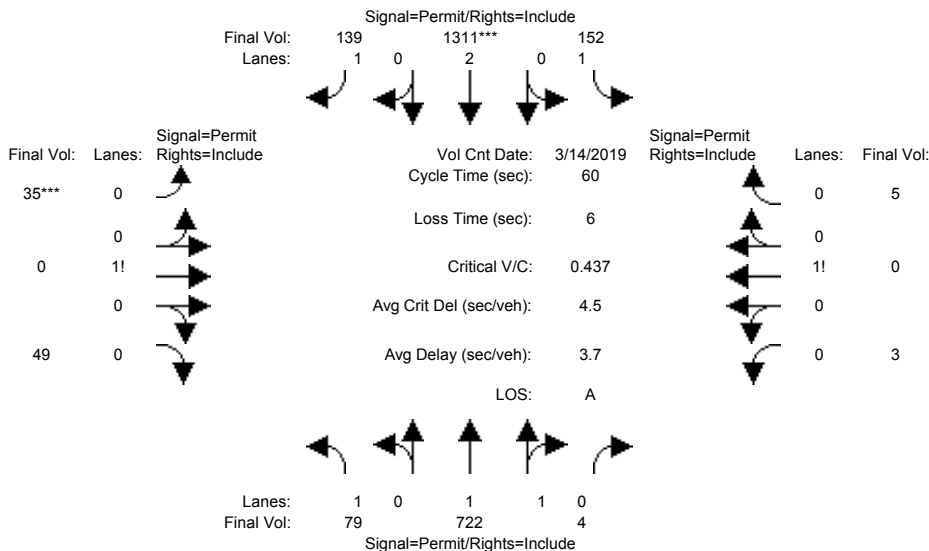 Signal=Permit/Rights=Include
Final Vol: 139 1311*** 152
Lanes: 1 0 2 0 1
Signal=Permit Signal=Permit
Final Vol: Lanes: Rights=Include Vol Cnt Date: 3/14/2019 Rights=Include Lanes: Final Vol:
Cycle Time (sec): 60
35*** 0 0 5
Loss Time (sec): 6
0 0
0 1! Critical V/C: 0.437 1! 0
0 Avg Crit Del (sec/veh): 4.5 0
49 0 Avg Delay (sec/veh): 3.7 0 3
LOS: A
Lanes: 1 0 1 1 0
Final Vol: 79 722 4
Signal=Permit/Rights=Include